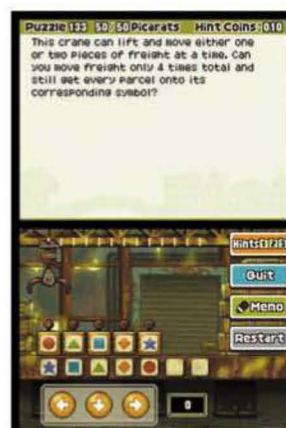 Puzzle 133 50/50 Picarats Hint Coins:010
This crane can lift and move either one
or two pieces of freight at a time. Can
you move freight only 4 times total and
still get every parcel onto its
corresponding symbol?
Quit
Memo
Restart
0